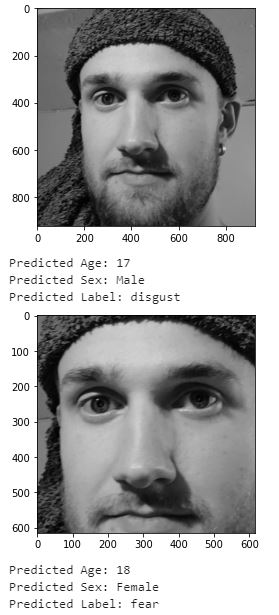 0
200
400
600
800
0 200 400 600 800
Predicted Age: 17
Predicted Sex: Male
Predicted Label: disgust
0
100
200
300
400
500
600
0 100 200 300 400 500 600
Predicted Age: 18
Predicted Sex: Female
Predicted Label: fear